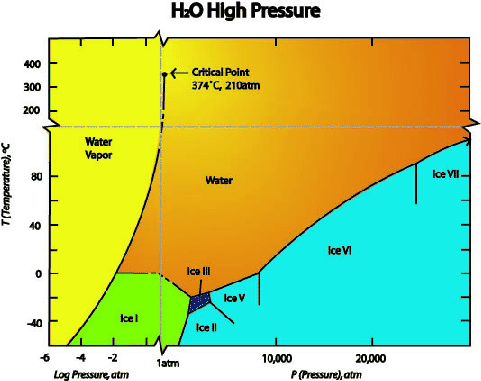 H2O High Pressure
400
300
200
80
40
0
-40
T (Temperature), °C
Critical Point
374°C, 210atm
Water
Vapor
Water
Ice VII
Ice VI
Ice III
Ice V
Ice I
Ice II
-6
-4
-2
1atm
10,000
20,000
Log Pressure, atm
P (Pressure), atm